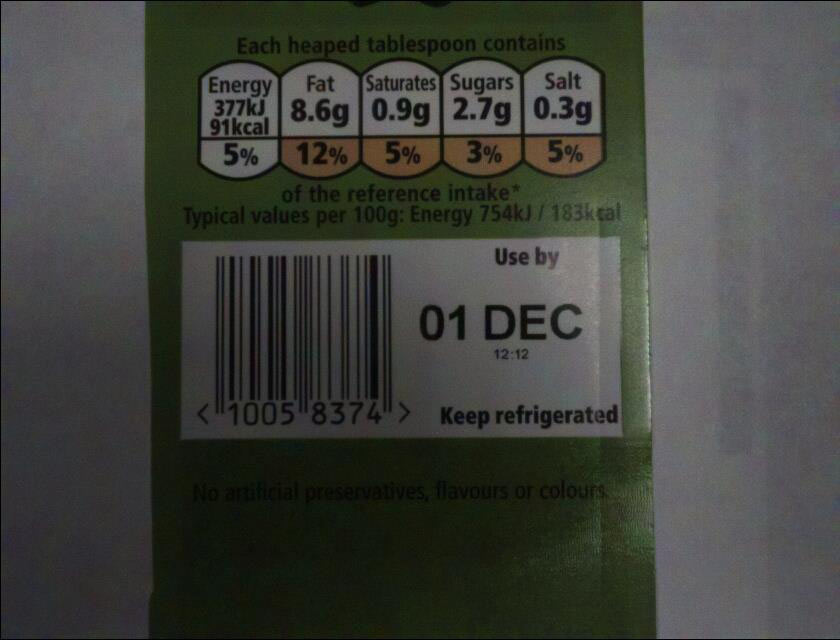 Each heaped tablespoon contains
Energy Fat Saturates Sugars Salt
377kJ 8.6g 0.9g 2.7g 0.3g
91kcal
5% 12% 5% 3% 5%
of the reference intake*
Typical values per 100g: Energy 754kJ / 183kcal
Use by
01 DEC
12:12
<10058374> Keep refrigerated
No artificial preservatives, flavours or colours.